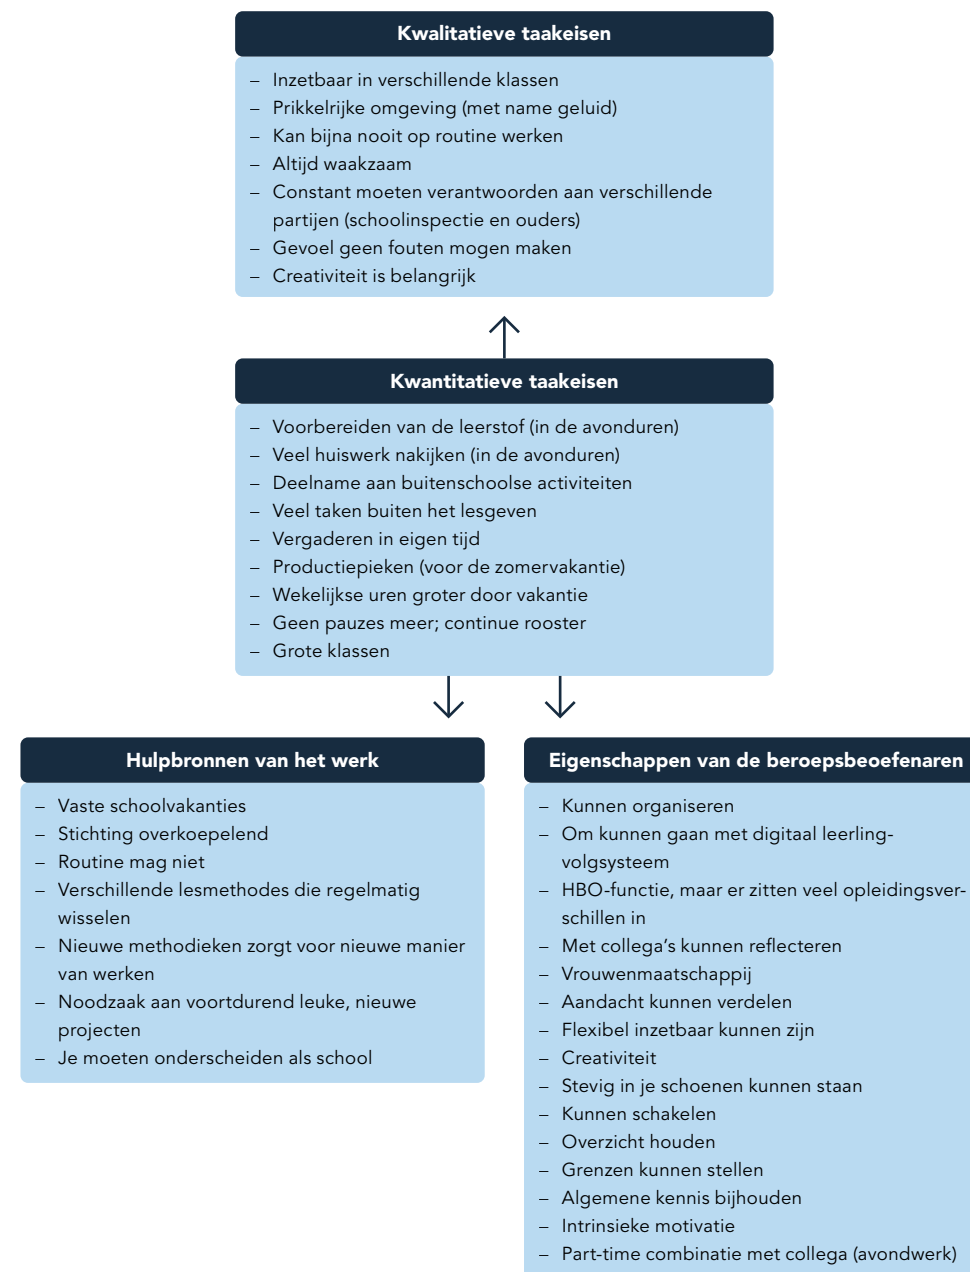 Kwalitatieve taakeisen
– Inzetbaar in verschillende klassen
– Prikkelrijke omgeving (met name geluid)
– Kan bijna nooit op routine werken
– Altijd waakzaam
– Constant moeten verantwoorden aan verschillende
partijen (schoolinspectie en ouders)
– Gevoel geen fouten mogen maken
– Creativiteit is belangrijk
Kwantitatieve taakeisen
– Voorbereiden van de leerstof (in de avonduren)
– Veel huiswerk nakijken (in de avonduren)
– Deelname aan buitenschoolse activiteiten
– Veel taken buiten het lesgeven
– Vergaderen in eigen tijd
– Productiepieken (voor de zomervakantie)
– Wekelijkse uren groter door vakantie
– Geen pauzes meer; continue rooster
– Grote klassen
Hulpbronnen van het werk
– Vaste schoolvakanties
– Stichting overkoepelend
– Routine mag niet
– Verschillende lesmethodes die regelmatig
wisselen
– Nieuwe methodieken zorgt voor nieuwe manier
van werken
– Noodzaak aan voortdurend leuke, nieuwe
projecten
– Je moeten onderscheiden als school
Eigenschappen van de beroepsbeoefenaren
– Kunnen organiseren
– Om kunnen gaan met digitaal leerling-
volgsysteem
– HBO-functie, maar er zitten veel opleidingsver-
schillen in
– Met collega's kunnen reflecteren
– Vrouwenmaatschappij
– Aandacht kunnen verdelen
– Flexibel inzetbaar kunnen zijn
– Creativiteit
– Stevig in je schoenen kunnen staan
– Kunnen schakelen
– Overzicht houden
– Grenzen kunnen stellen
– Algemene kennis bijhouden
– Intrinsieke motivatie
– Part-time combinatie met collega (avondwerk)